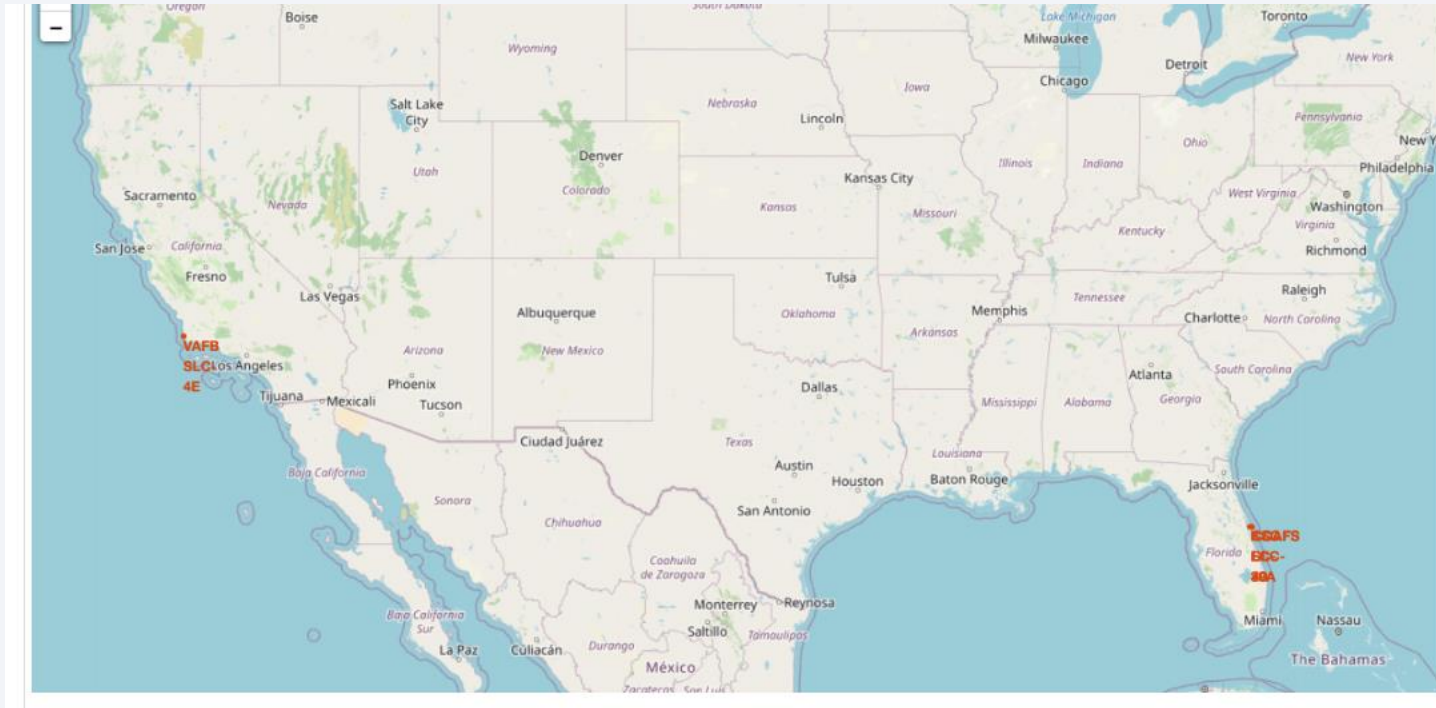 Oregon
Boise
South Dakota
Lake Michigan
Toronto
−
Wyoming
Milwaukee
Detroit
New York
Chicago
Iowa
Salt Lake
City
Nebraska
Lincoln
Pennsylvania
Ohio
New Y
Denver
Illinois
Indiana
Philadelphia
Utah
Kansas City
Colorado
Sacramento
Nevada
Kansas
Missouri
West Virginia
Washington
Virginia
Kentucky
San Jose
California
Richmond
Fresno
Tulsa
Las Vegas
Raleigh
Tennessee
Albuquerque
Oklahoma
Memphis
Charlotte
North Carolina
Arkansas
VAFB
SLC-
4E
Los Angeles
Arizona
New Mexico
South Carolina
Atlanta
Phoenix
Dallas
Tijuana
Mexicali
Tucson
Mississippi
Alabama
Georgia
Ciudad Juárez
Texas
Louisiana
Austin
Baja California
Houston
Baton Rouge
Jacksonville
Sonora
San Antonio
Chihuahua
Florida
Coahuila
de Zaragoza
Monterrey
Reynosa
Baja California
Sur
Miami
Nassau
Saltillo
Tamaulipas
La Paz
Culiacán
Durango
México
The Bahamas
Zacatecas
San Luis